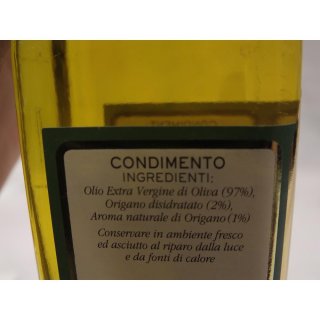 CONDIMENTO
INGREDIENTI:
Olio Extra Vergine di Oliva (97%),
Origano disidratato (2%),
Aroma naturale di Origano (1%)
Conservare in ambiente fresco
ed asciutto al riparo dalla luce
e da fonti di calore